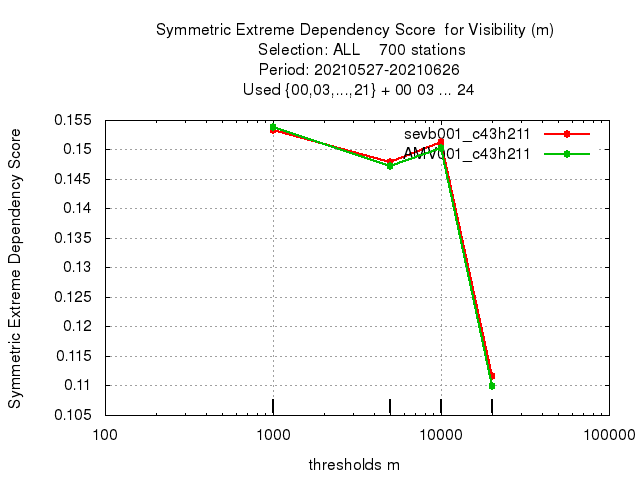 Symmetric Extreme Dependency Score  for Visibility (m)
Selection: ALL    700 stations
Period: 20210527-20210626
Used {00,03,...,21} + 00 03 ... 24
Symmetric Extreme Dependency Score
0.155
0.15
0.145
0.14
0.135
0.13
0.125
0.12
0.115
0.11
0.105
sevb001_c43h211
AMV001_c43h211
100
1000
10000
100000
thresholds m